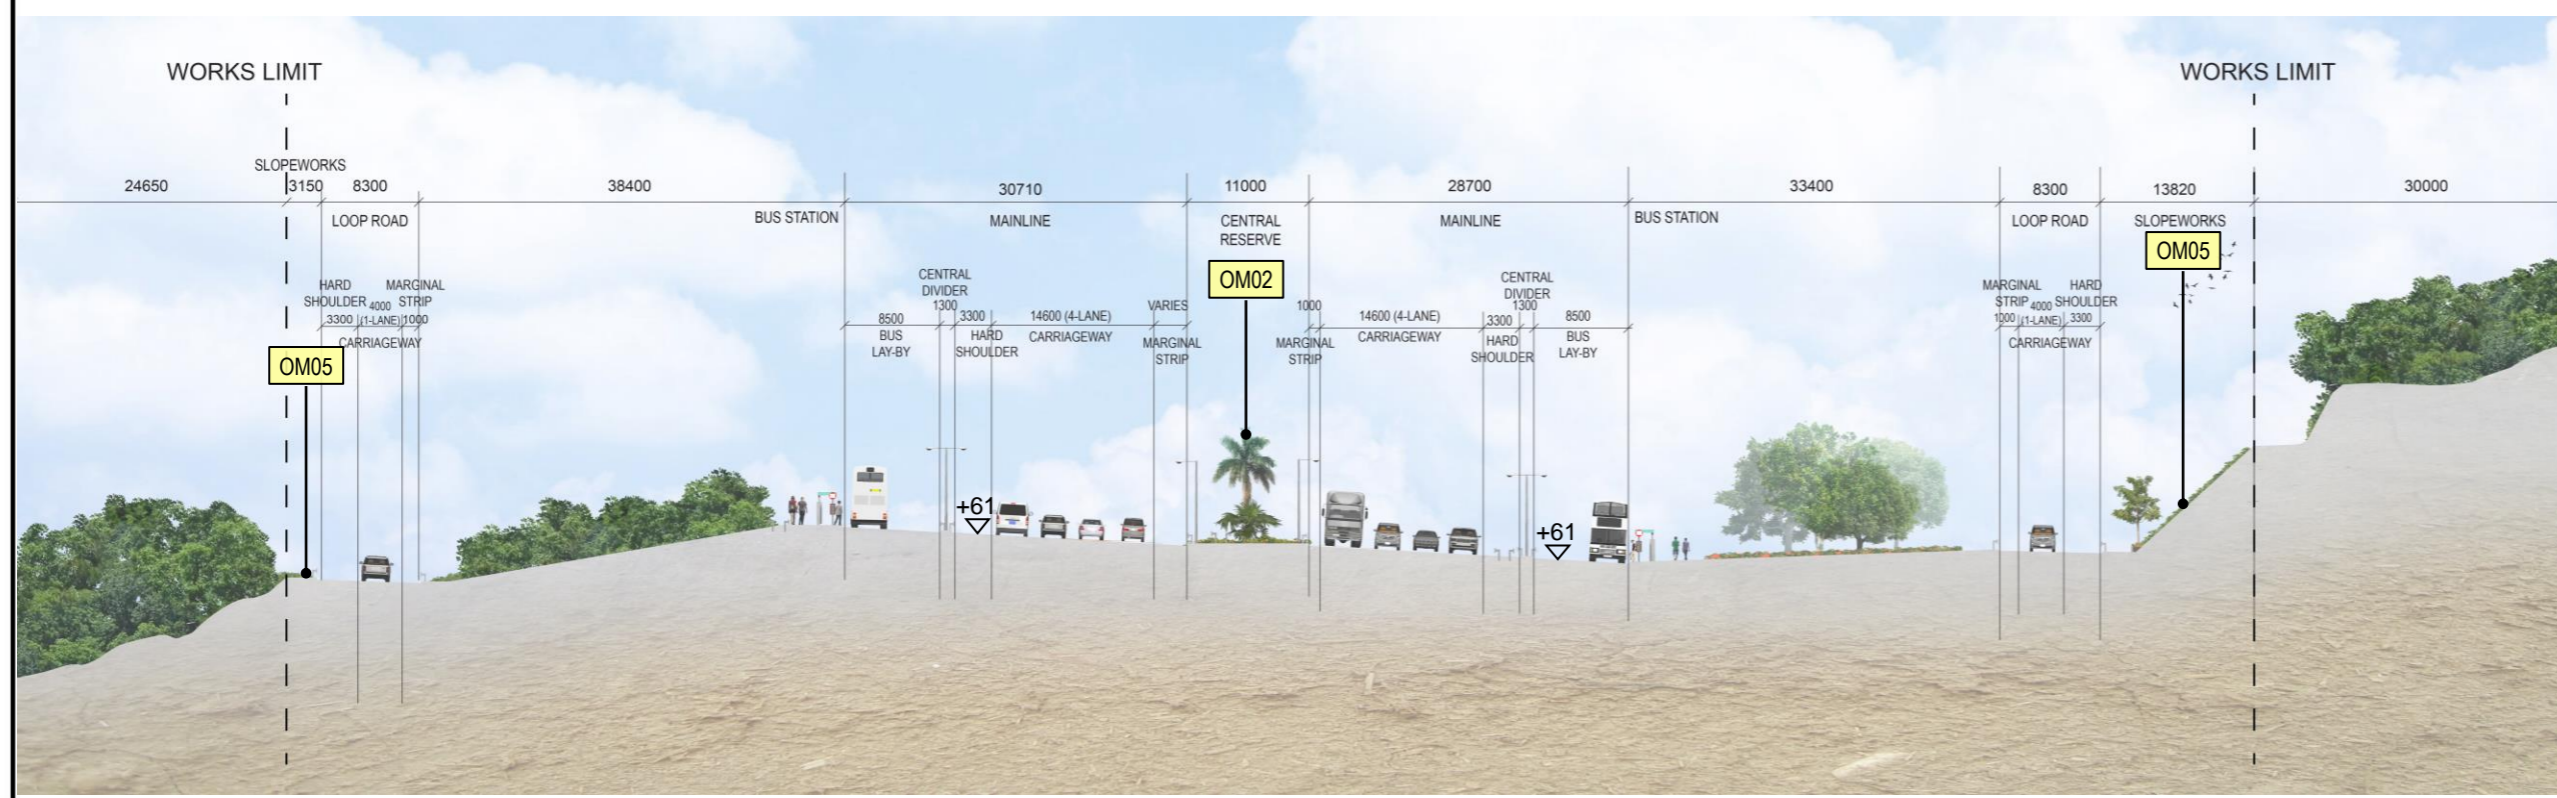 WORKS LIMIT
WORKS LIMIT
SLOPEWORKS
24650 3150 8300 38400 30710 11000 28700 33400 8300 13820 30000
LOOP ROAD
BUS STATION
MAINLINE
CENTRAL
RESERVE
MAINLINE
BUS STATION
LOOP ROAD
SLOPEWORKS
OM05
OM02
HARD
SHOULDER
MARGINAL
STRIP
4000
3300 (1-LANE) 1000
CARRIAGEWAY
OM05
CENTRAL
DIVIDER
1300
8500
BUS
LAY-BY
3300
HARD
SHOULDER
14600 (4-LANE)
CARRIAGEWAY
VARIES
MARGINAL
STRIP
1000
MARGINAL
STRIP
14600 (4-LANE)
CARRIAGEWAY
3300
HARD
SHOULDER
CENTRAL
DIVIDER
1300
8500
BUS
LAY-BY
MARGINAL
STRIP
4000
HARD
SHOULDER
1000 (1-LANE) 3300
CARRIAGEWAY
+61
+61